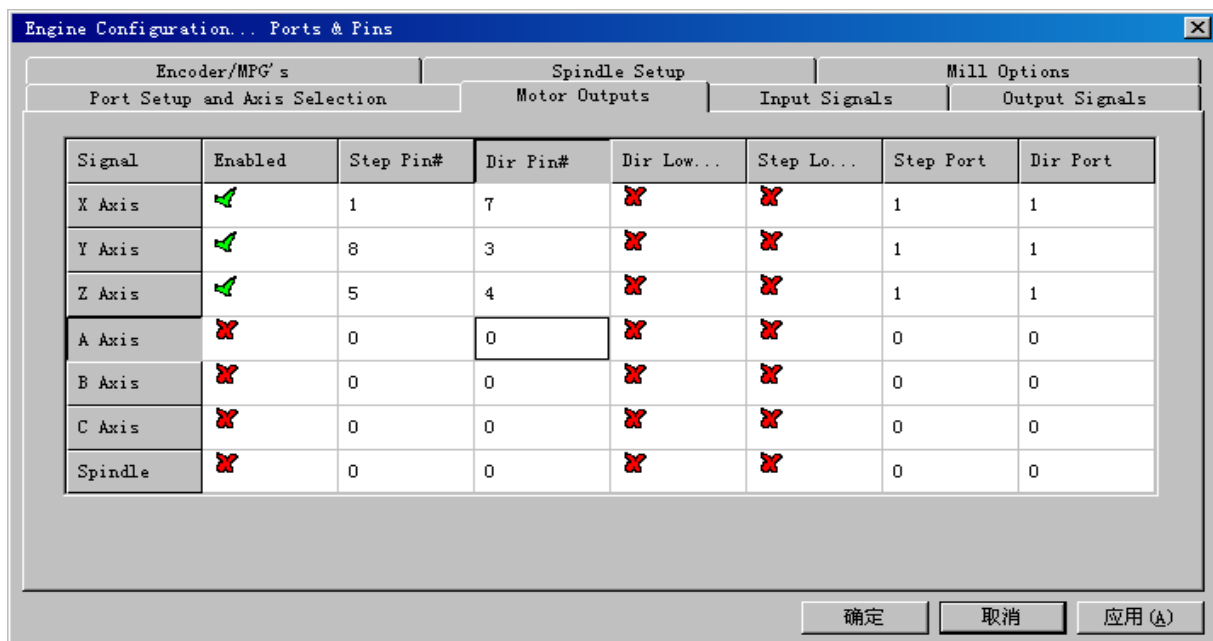 Engine Configuration... Ports & Pins
Encoder/MPG's Spindle Setup Mill Options
Port Setup and Axis Selection Motor Outputs Input Signals Output Signals
Signal Enabled Step Pin# Dir Pin# Dir Low... Step Lo... Step Port Dir Port
X Axis 1 7 1 1
Y Axis 8 3 1 1
Z Axis 5 4 1 1
A Axis 0 0 0 0
B Axis 0 0 0 0
C Axis 0 0 0 0
Spindle 0 0 0 0
确定 取消 应用(A)